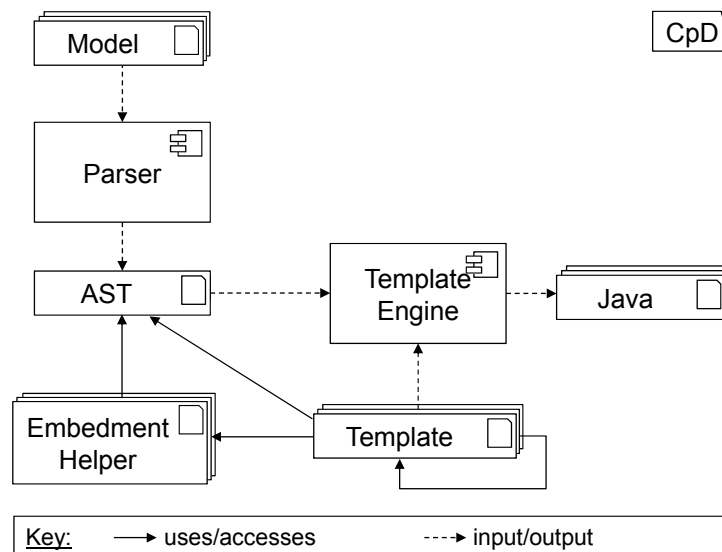 Model
CpD
Parser
AST
Template
Engine
Java
Embedment
Helper
Template
Key: uses/accesses input/output